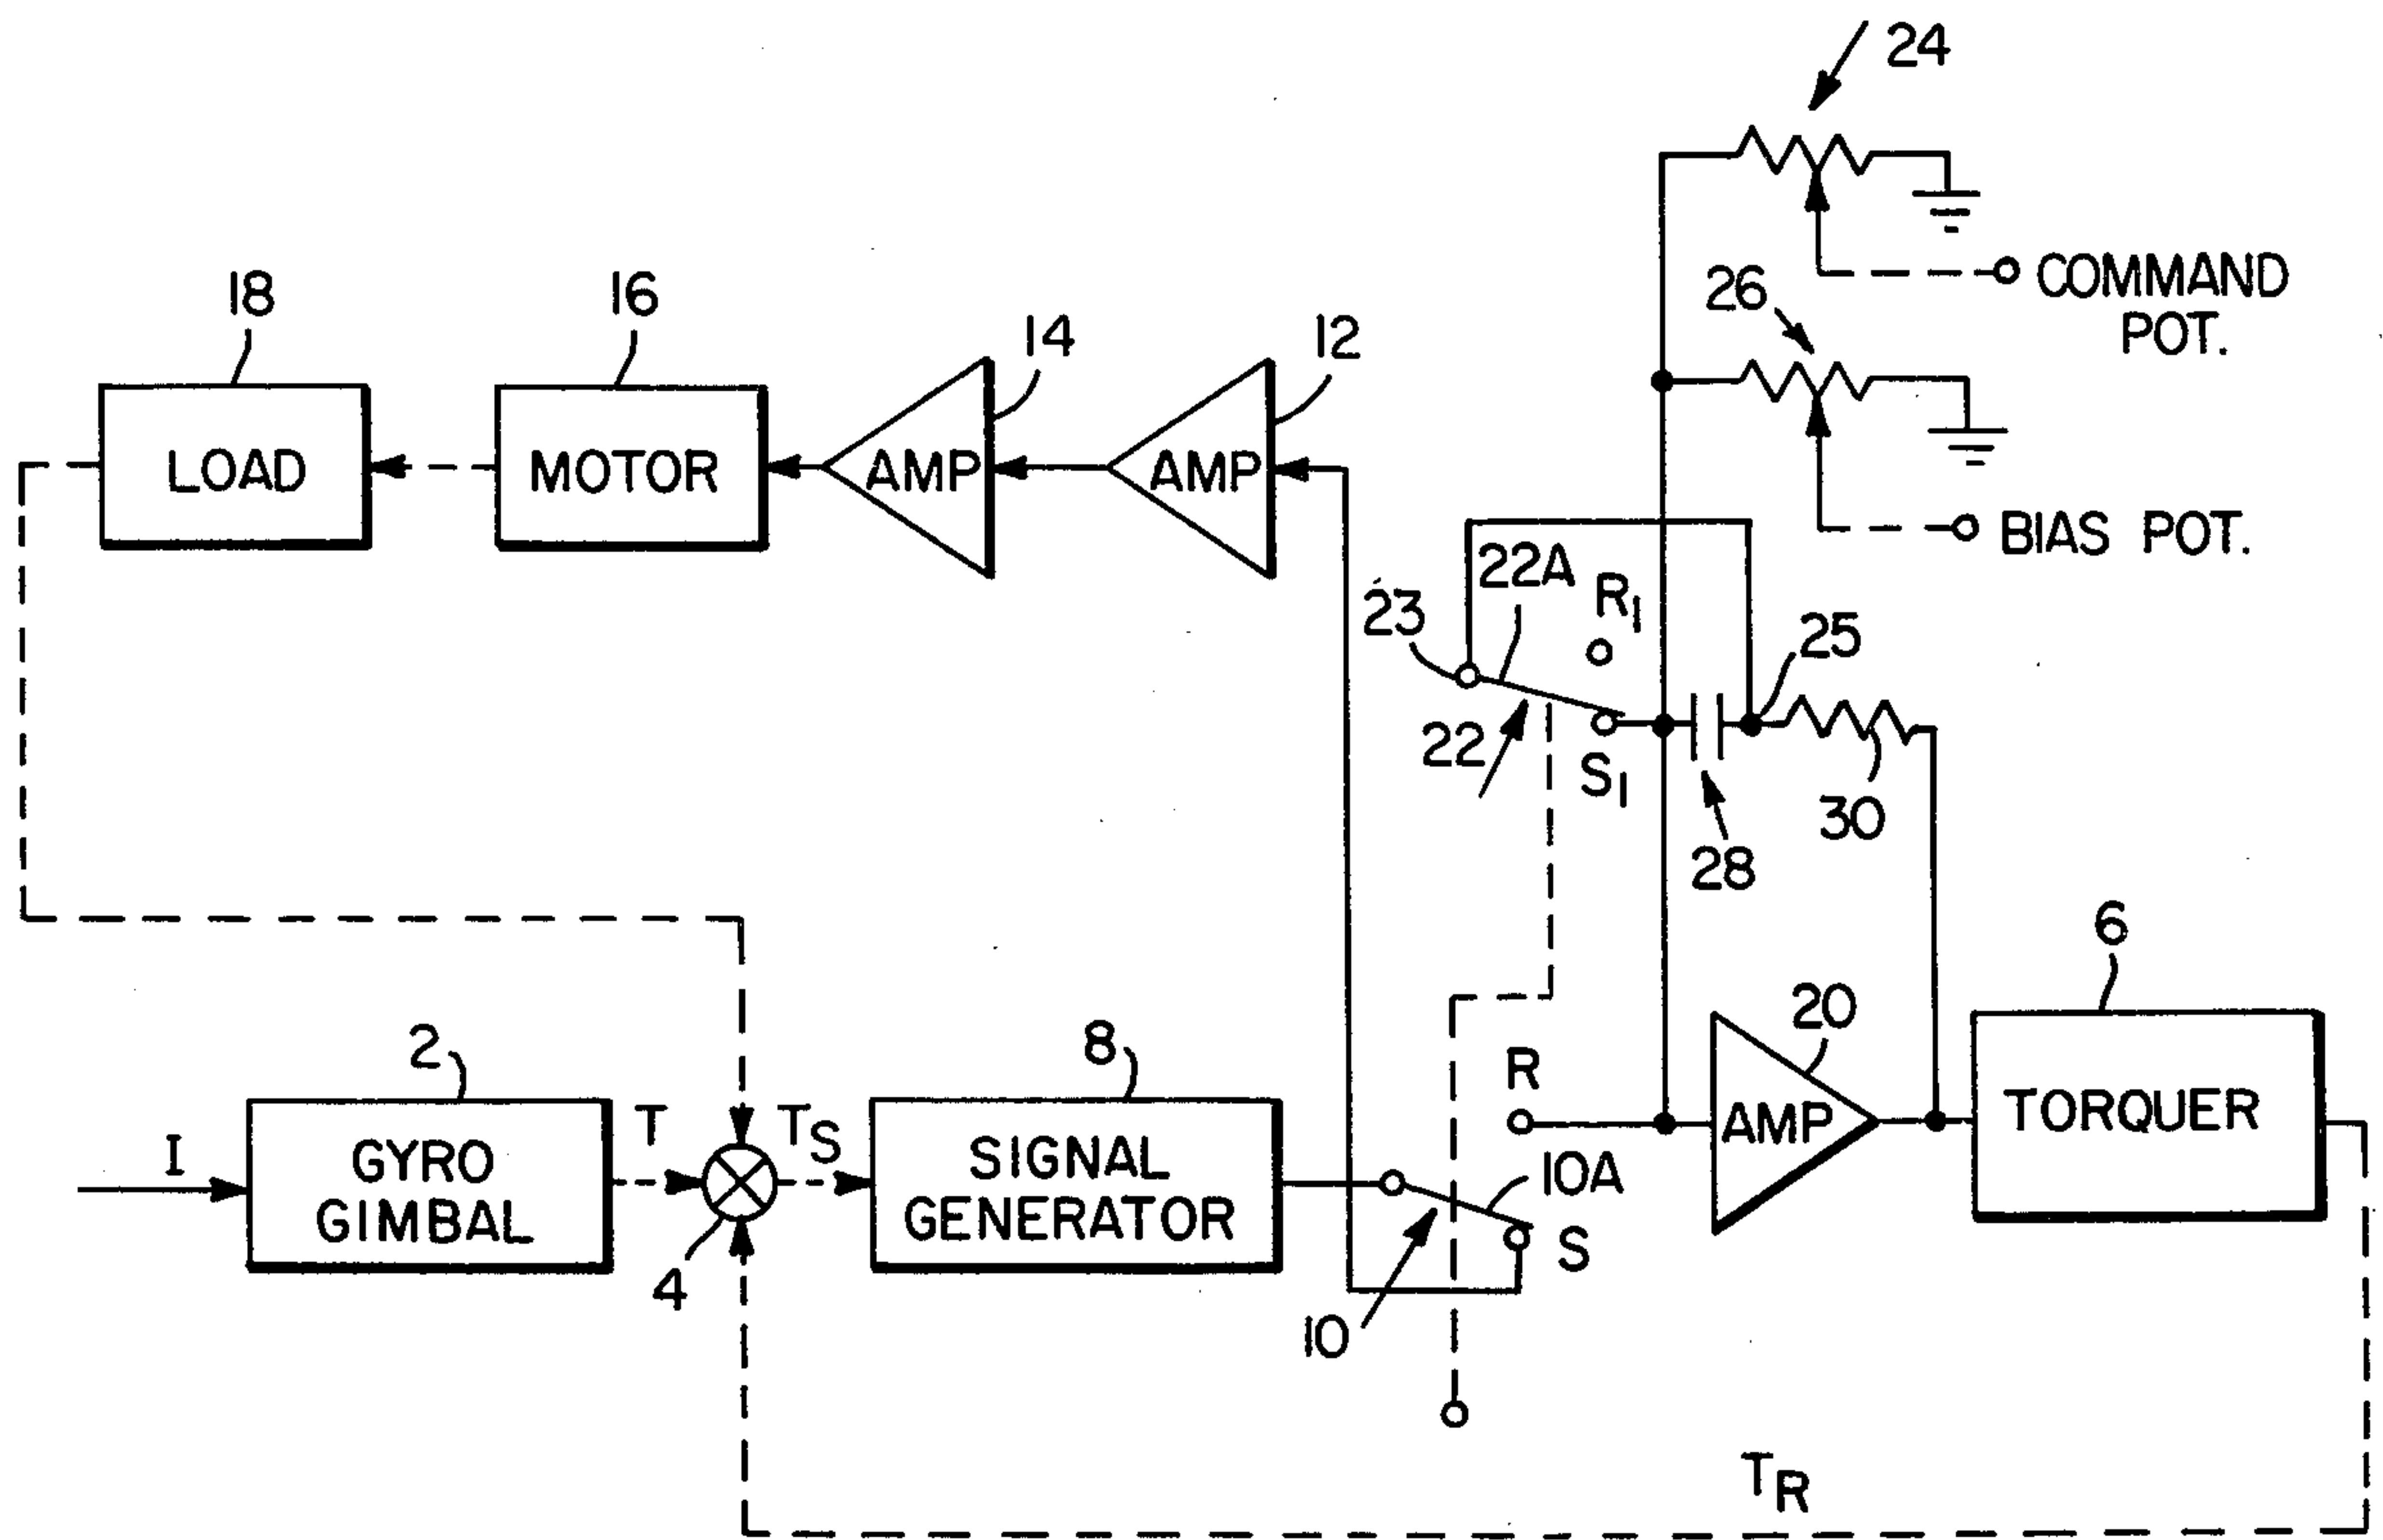 24
COMMAND
POT.
26
BIAS POT.
18
16
14
12
LOAD
MOTOR
AMP
AMP
22A
R1
23
25
22
S1
30
28
6
20
2
8
R
T
TS
I
GYRO
GIMBAL
SIGNAL
GENERATOR
AMP
TORQUER
10A
S
4
10
TR